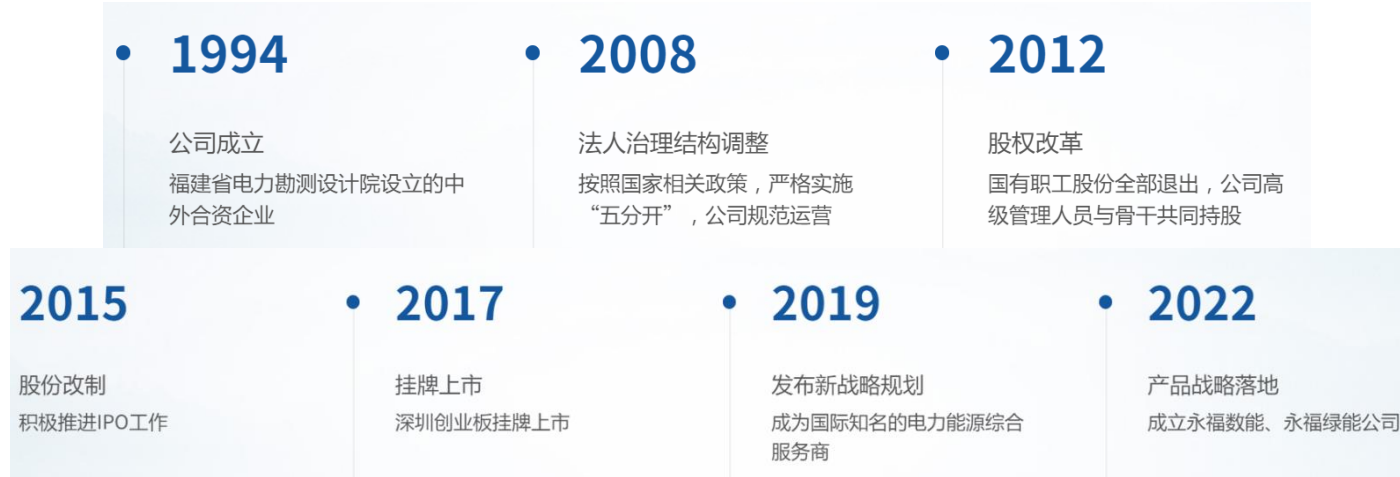 1994
公司成立
福建省电力勘测设计院设立的中
外合资企业
2008
法人治理结构调整
按照国家相关政策，严格实施
“五分开”，公司规范运营
2012
股权改革
国有职工股份全部退出，公司高
级管理人员与骨干共同持股
2015
股份改制
积极推进IPO工作
2017
挂牌上市
深圳创业板挂牌上市
2019
发布新战略规划
成为国际知名的电力能源综合
服务商
2022
产品战略落地
成立永福数能、永福绿能公司